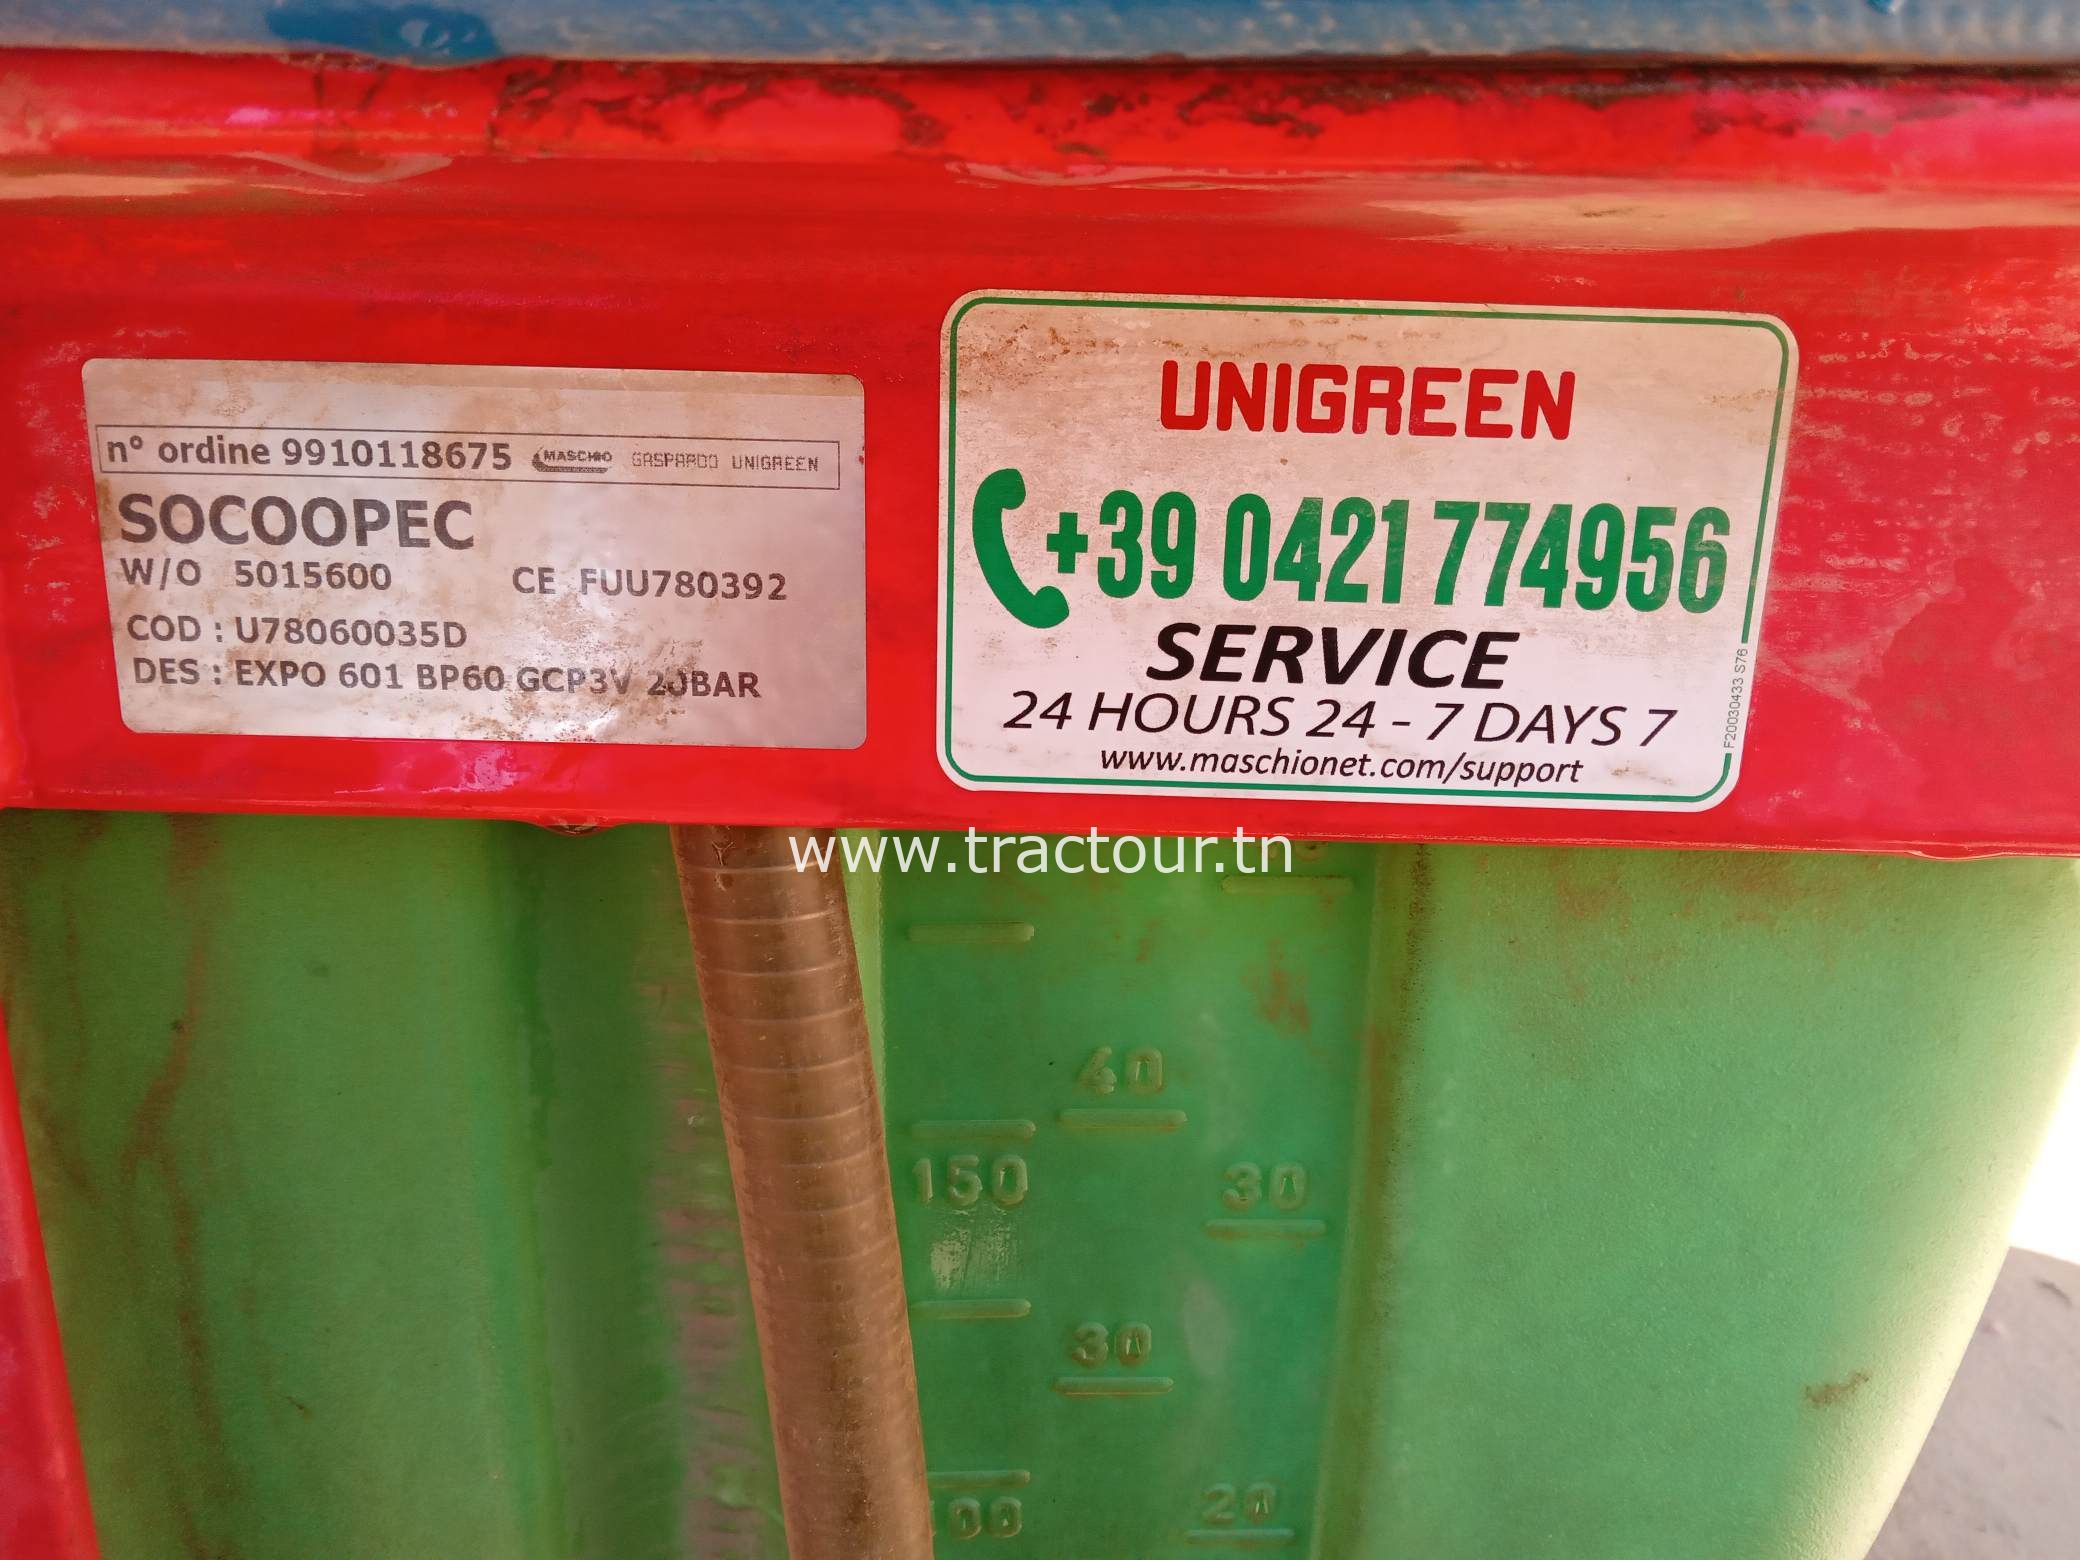 n° ordine 9910118675 MASCHIO GASPARDO UNIGREEN
SOCOOPEC
W/O 5015600 CE FUU780392
COD : U78060035D
DES : EXPO 601 BP60 GCP3V 20BAR
UNIGREEN
+39 0421 774956
SERVICE
24 HOURS 24 - 7 DAYS 7
www.maschionet.com/support
F20030433 S76
www.tractour.tn
40
150
30
30
100
20